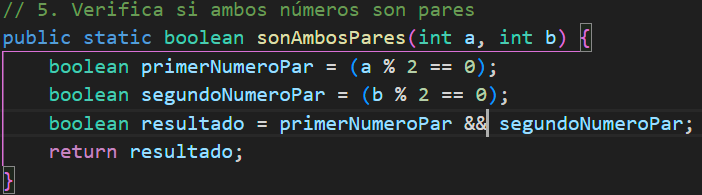 // 5. Verifica si ambos números son pares
public static boolean sonAmbosPares(int a, int b) {
    boolean primerNumeroPar = (a % 2 == 0);
    boolean segundoNumeroPar = (b % 2 == 0);
    boolean resultado = primerNumeroPar && segundoNumeroPar;
    return resultado;
}